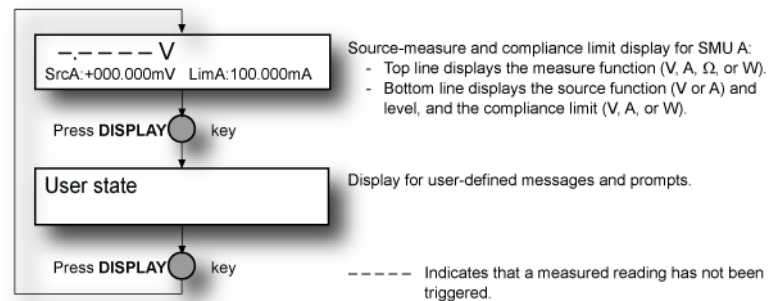 –.– – – – V
SrcA:+000.000mV LimA:100.000mA
Source-measure and compliance limit display for SMU A:
- Top line displays the measure function (V, A, Ω, or W).
- Bottom line displays the source function (V or A) and
level, and the compliance limit (V, A, or W).
Press DISPLAY key
User state
Display for user-defined messages and prompts.
Press DISPLAY key
– – – – – Indicates that a measured reading has not been
triggered.